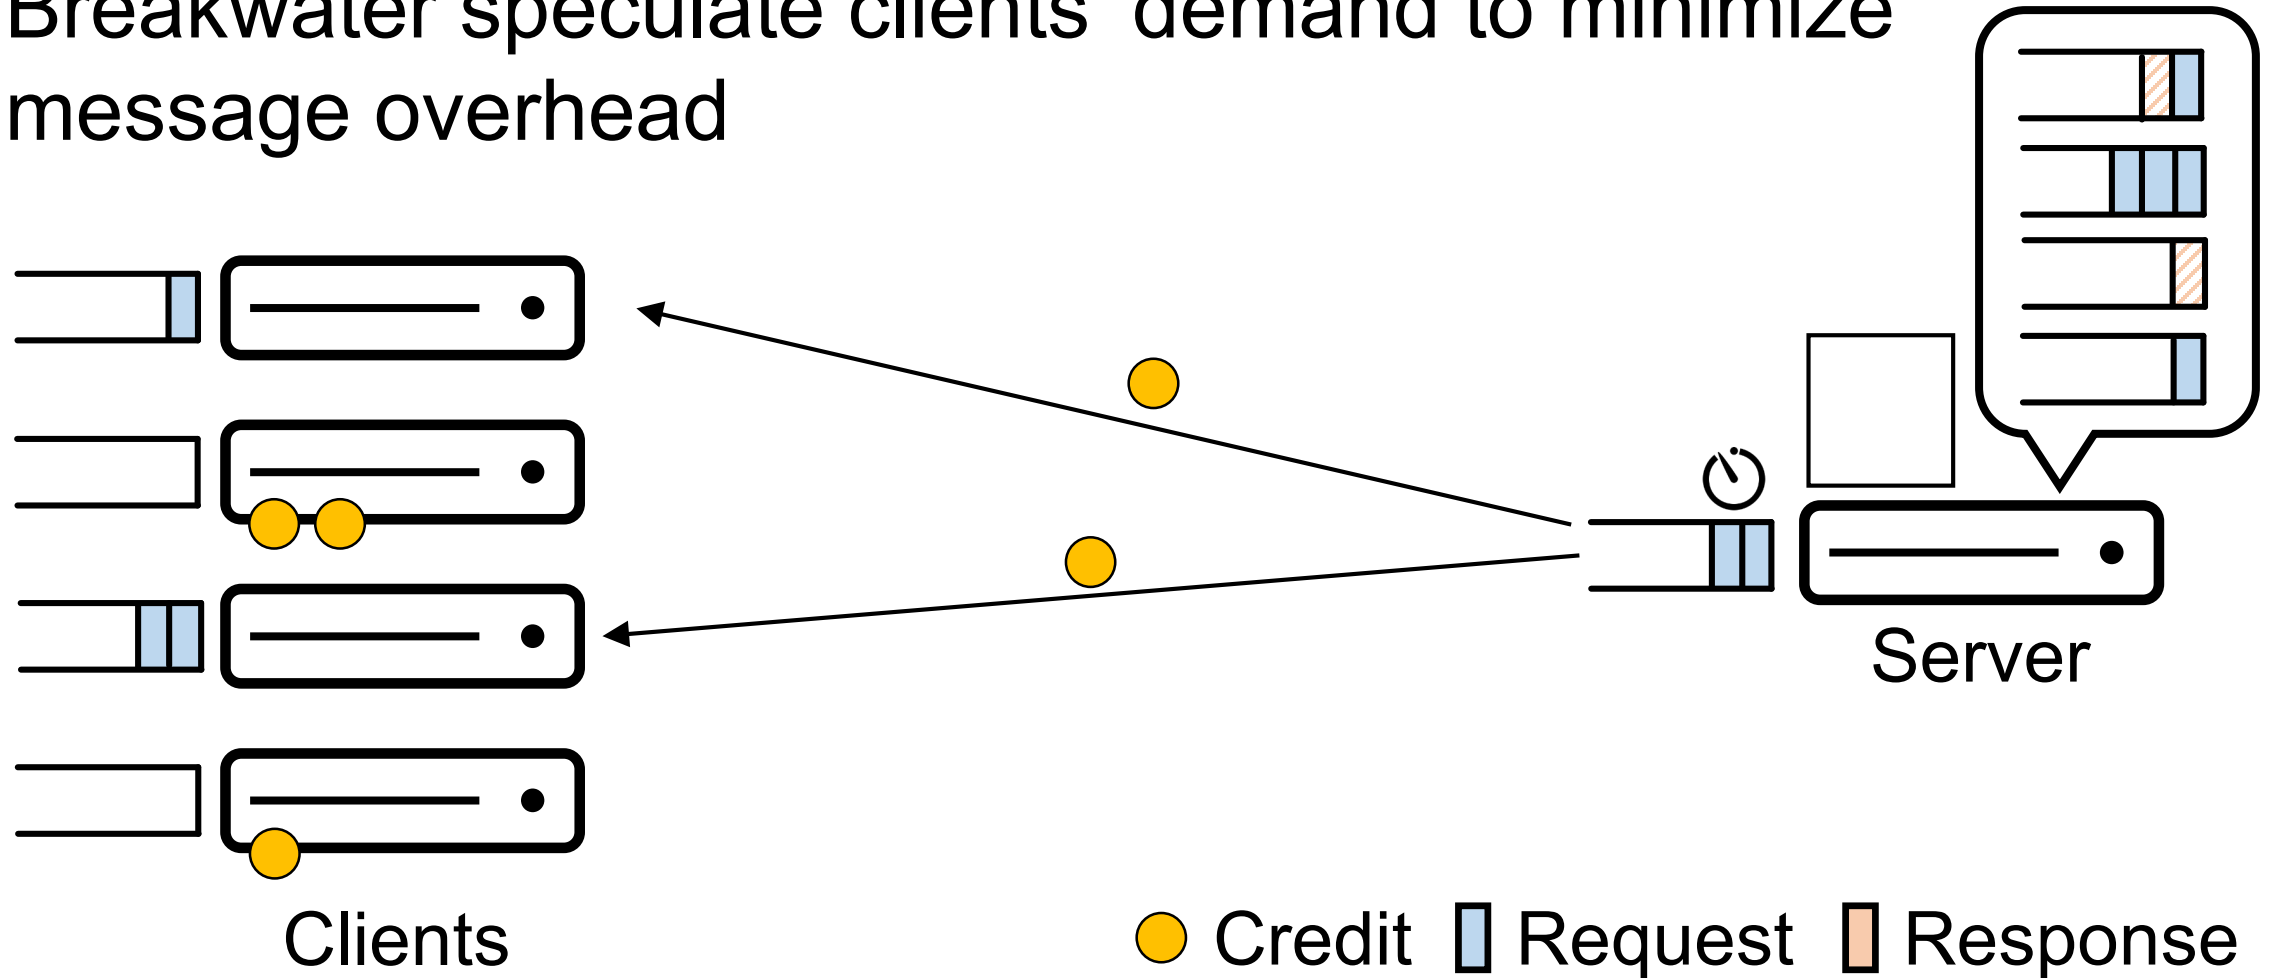 Breakwater speculate clients' demand to minimize
message overhead
Server
Clients
Credit Request Response